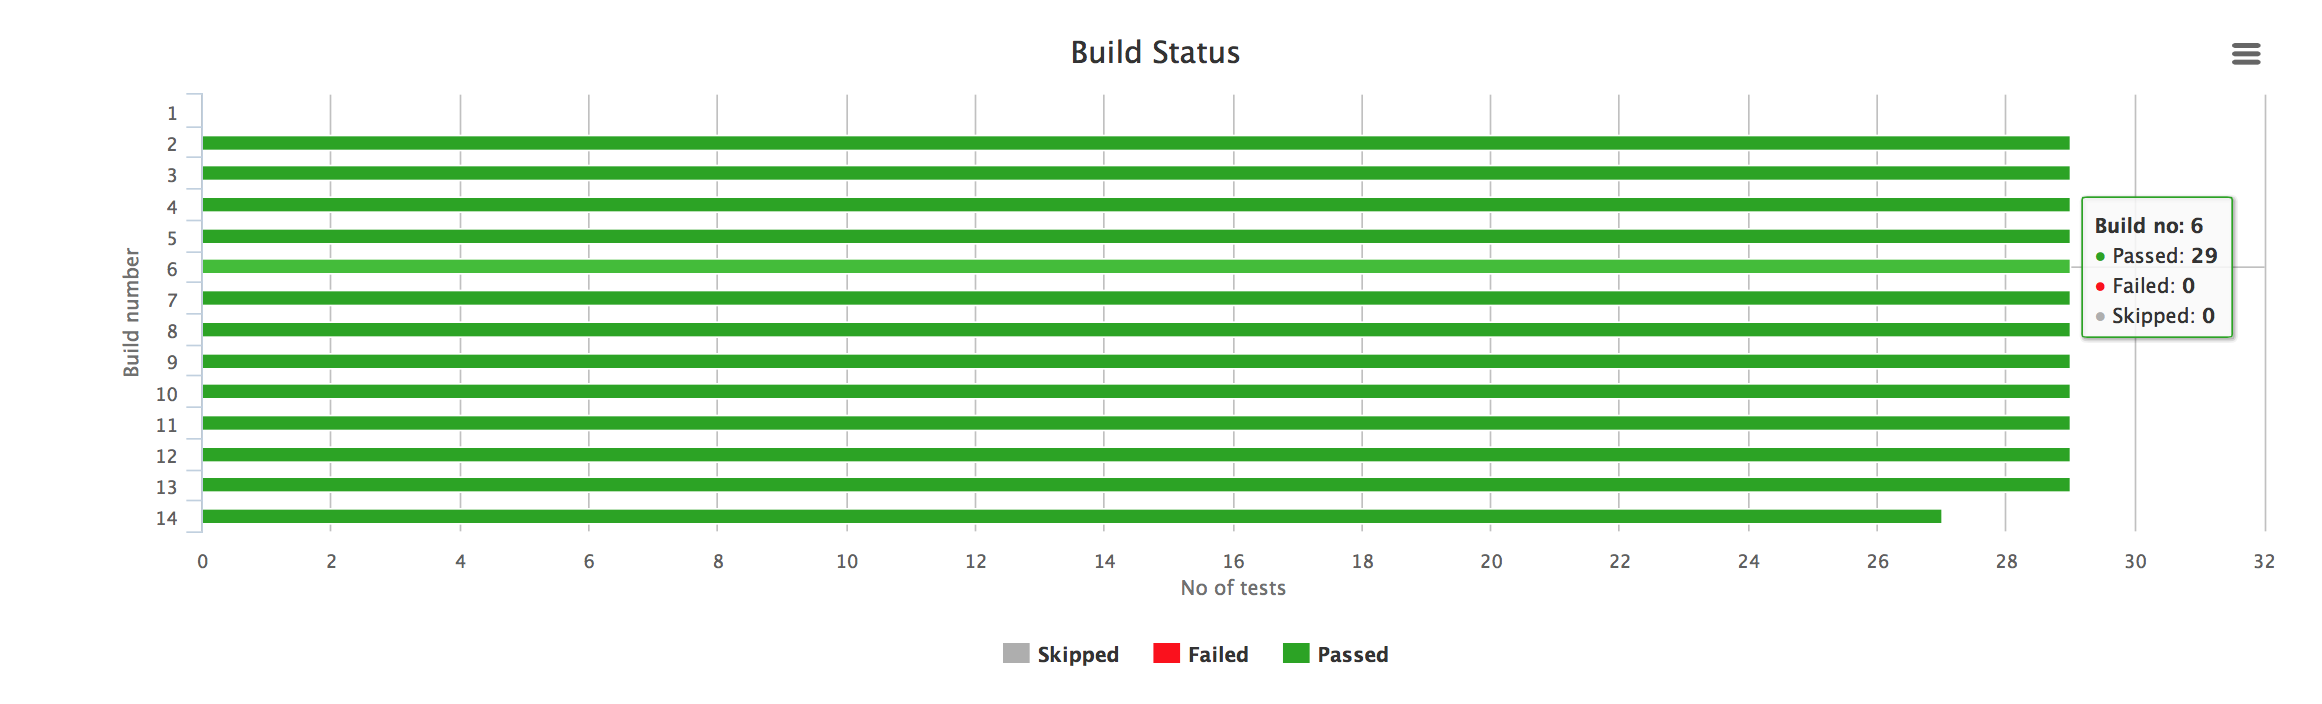 Build Status
Build number
1
2
3
4
5
6
7
8
9
10
11
12
13
14
Build no: 6
Passed: 29
Failed: 0
Skipped: 0
0 2 4 6 8 10 12 14 16 18 20 22 24 26 28 30 32
No of tests
Skipped Failed Passed